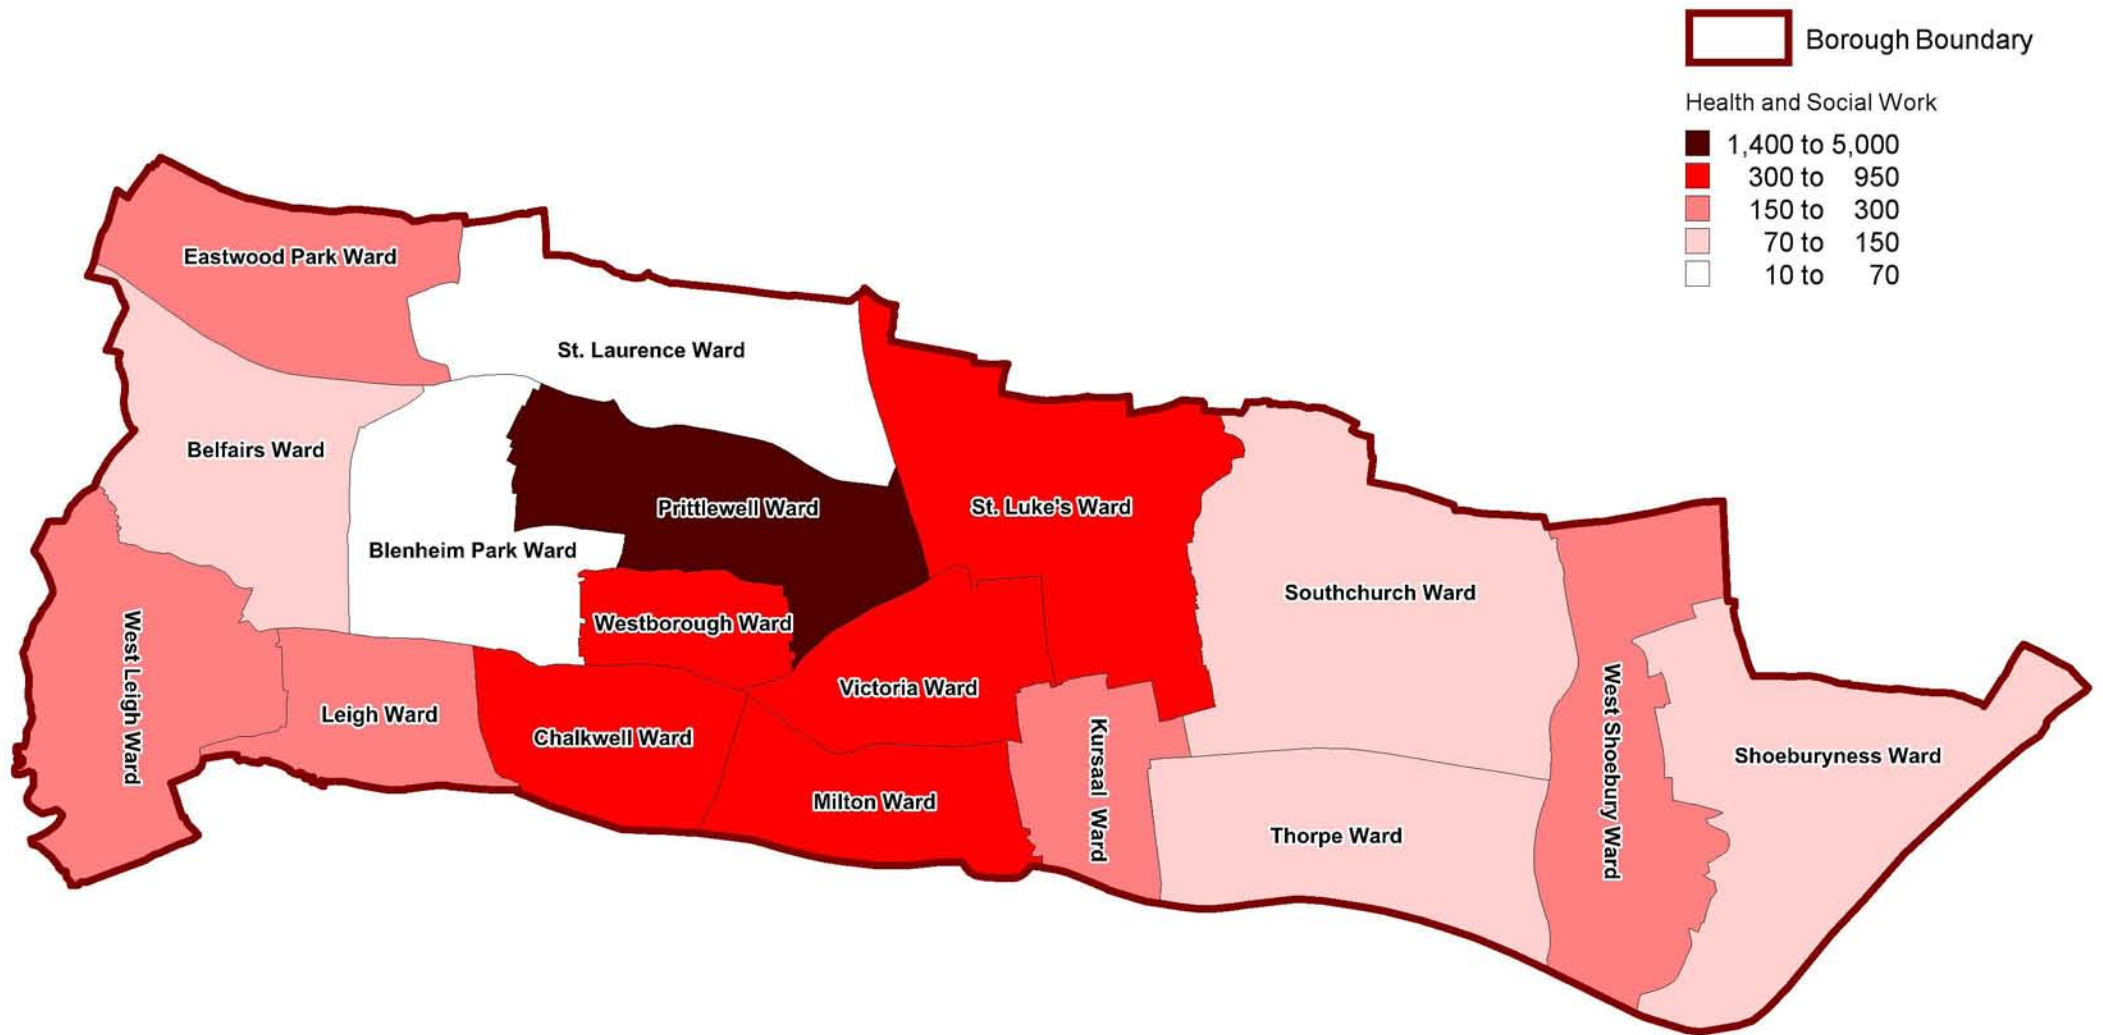 Borough Boundary
Health and Social Work
1,400 to 5,000
300 to 950
150 to 300
70 to 150
10 to 70
Eastwood Park Ward
St. Laurence Ward
Belfairs Ward
Prittlewell Ward
St. Luke's Ward
Blenheim Park Ward
Southchurch Ward
Westborough Ward
West Leigh Ward
Victoria Ward
Leigh Ward
Chalkwell Ward
Kursaal Ward
West Shoebury Ward
Shoeburyness Ward
Milton Ward
Thorpe Ward